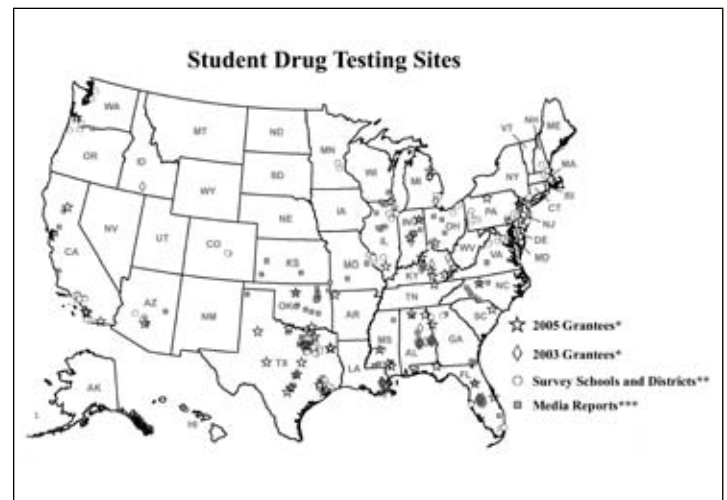 Student Drug Testing Sites
WA
MT
ND
MN
VT
NH
ME
OR
ID
SD
WI
MI
NY
MA
WY
RI
CT
NE
IA
PA
NJ
NV
UT
CO
IL
IN
OH
DE
MD
CA
KS
MO
WV
VA
KY
NC
AZ
NM
OK
AR
TN
SC
TX
LA
MS
AL
GA
FL
AK
HI
2005 Grantees*
2003 Grantees*
Survey Schools and Districts**
Media Reports***